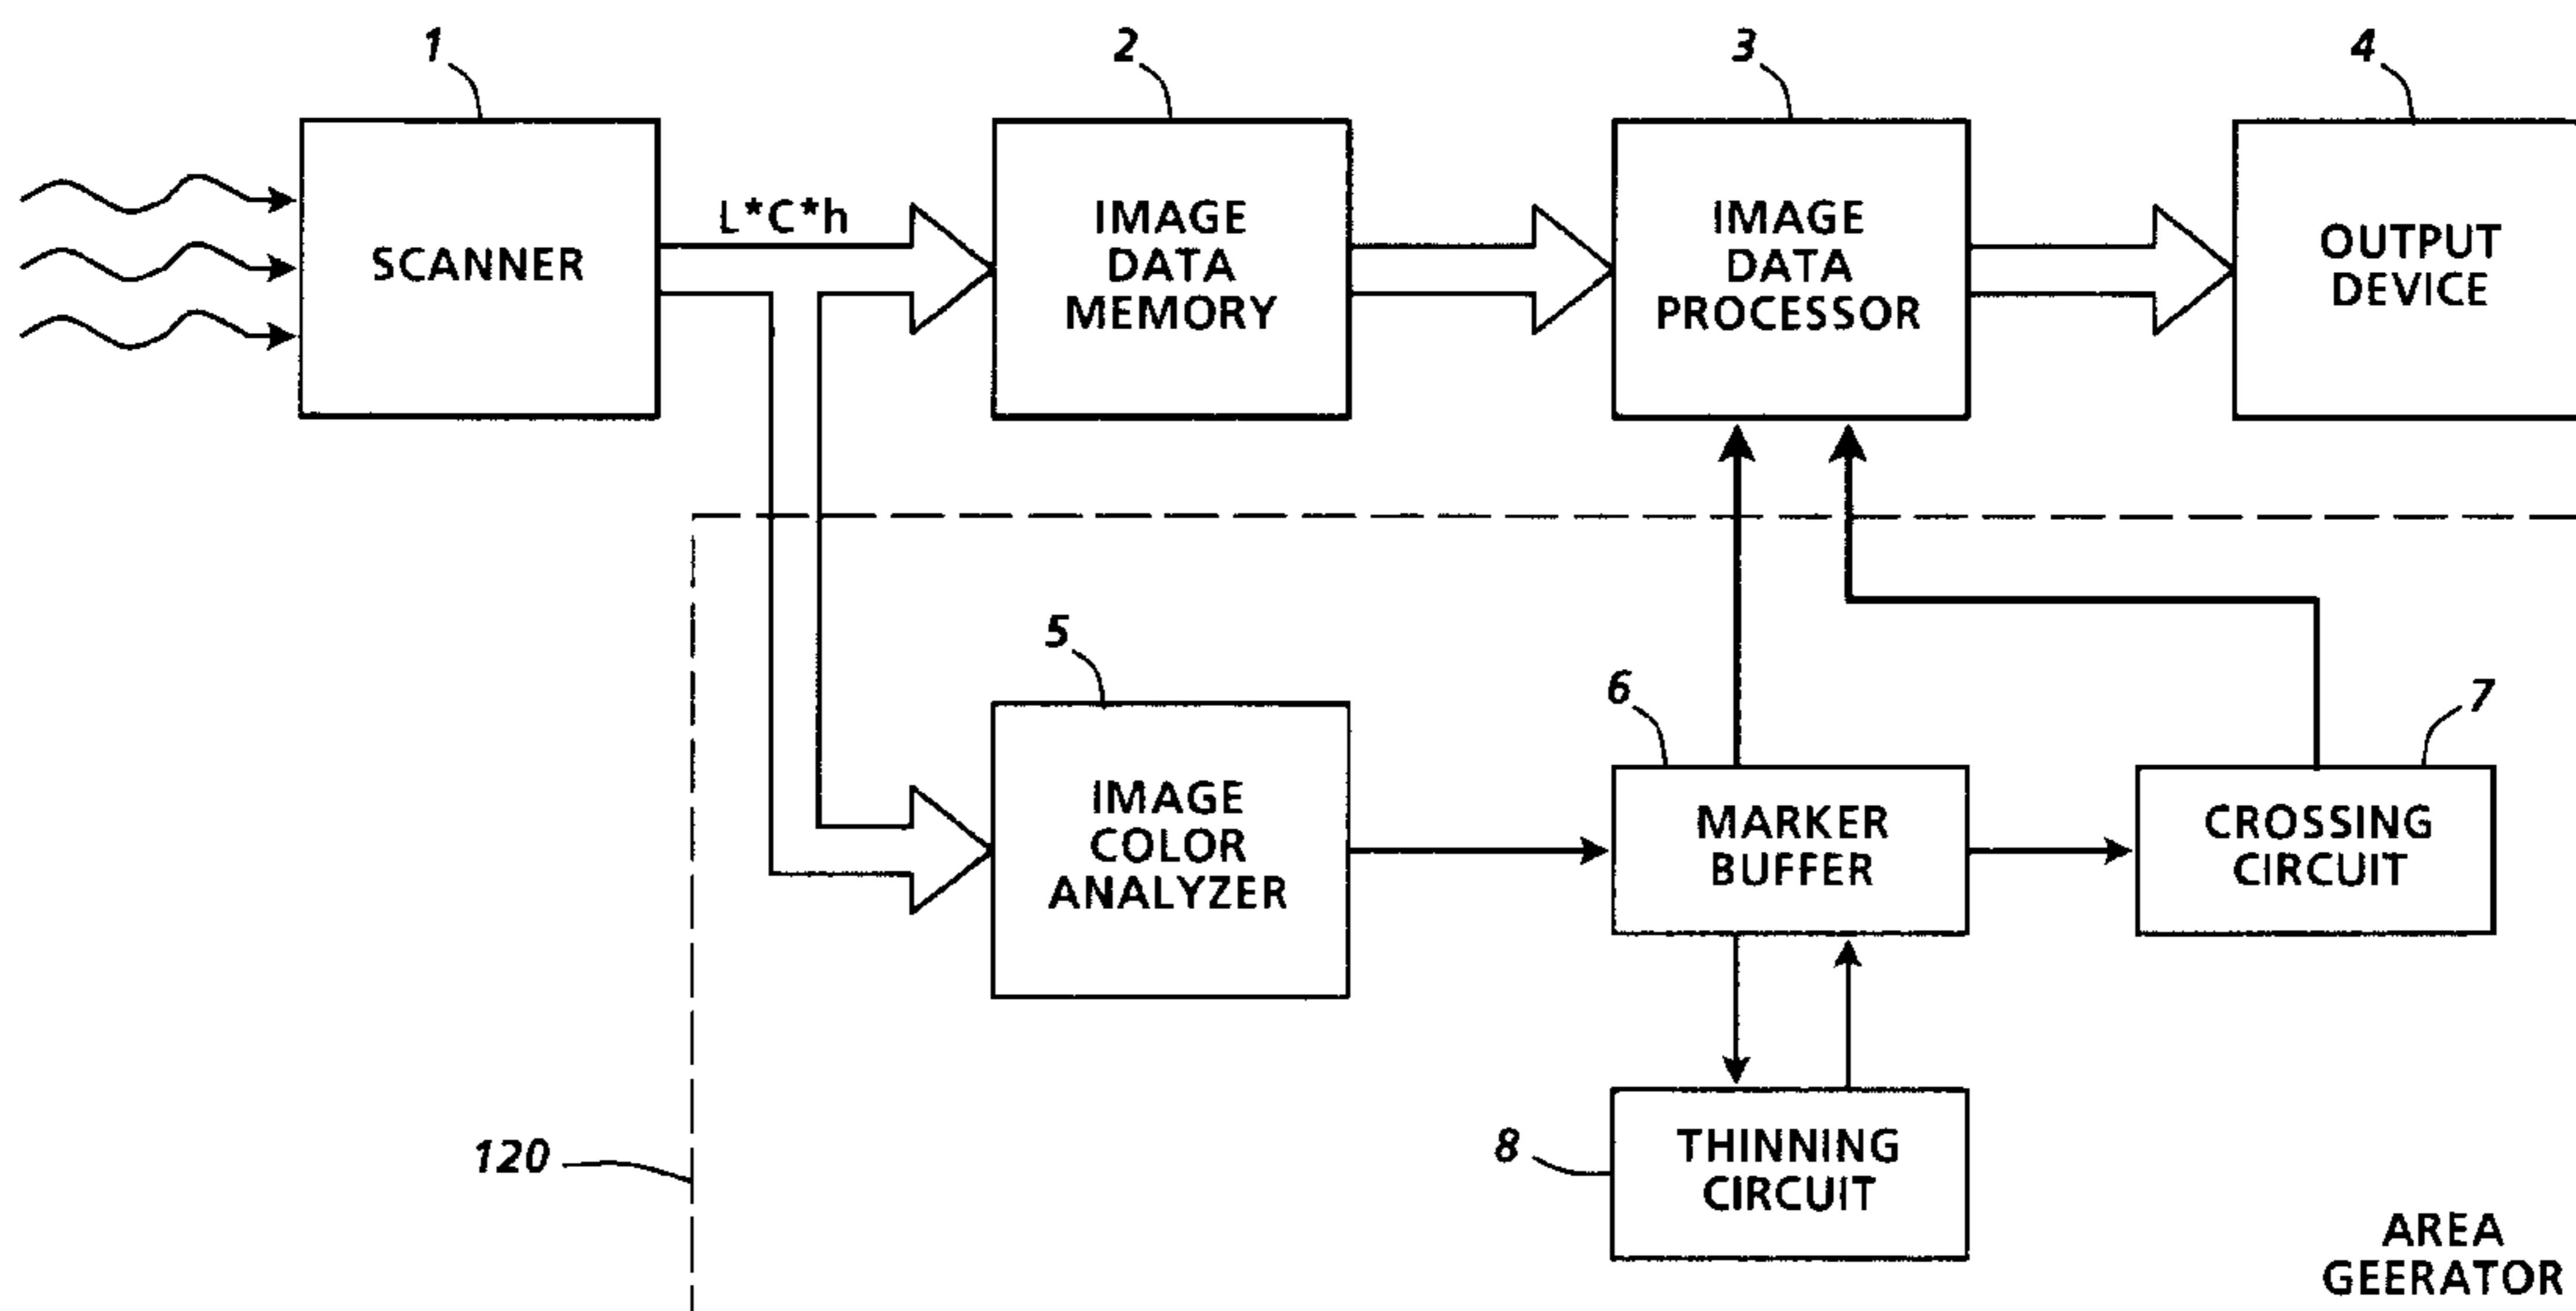 1
2
3
4
L*C*h
SCANNER
IMAGE
DATA
MEMORY
IMAGE
DATA
PROCESSOR
OUTPUT
DEVICE
5
6
7
IMAGE
COLOR
ANALYZER
MARKER
BUFFER
CROSSING
CIRCUIT
120
8
THINNING
CIRCUIT
AREA
GEERATOR